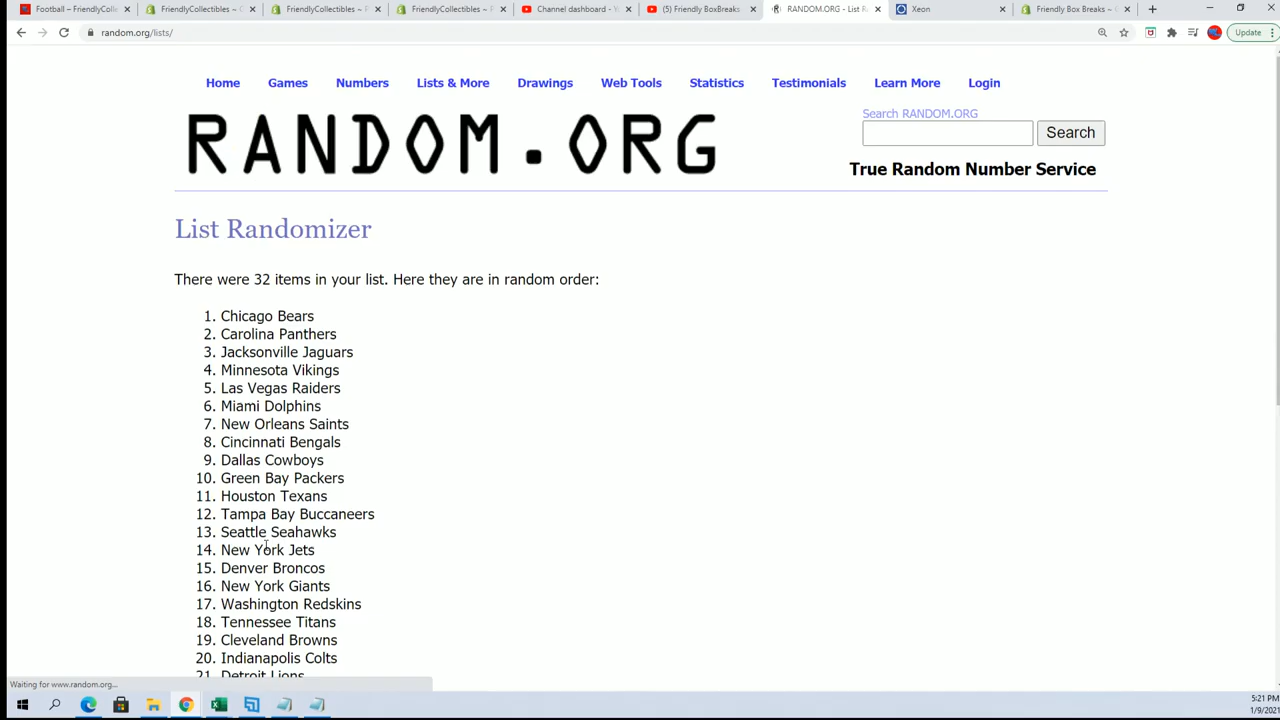 Football – FriendlyColle
FriendlyCollectibles ~ C
FriendlyCollectibles ~ P
FriendlyCollectibles ~ P
Channel dashboard - Y
(5) Friendly BoxBreaks
RANDOM.ORG - List R
Xeon
Friendly Box Breaks ~
random.org/lists/
Update
Home Games Numbers Lists & More Drawings Web Tools Statistics Testimonials Learn More Login
Search RANDOM.ORG
RANDOM.ORG
Search
True Random Number Service
List Randomizer
There were 32 items in your list. Here they are in random order:
1. Chicago Bears
2. Carolina Panthers
3. Jacksonville Jaguars
4. Minnesota Vikings
5. Las Vegas Raiders
6. Miami Dolphins
7. New Orleans Saints
8. Cincinnati Bengals
9. Dallas Cowboys
10. Green Bay Packers
11. Houston Texans
12. Tampa Bay Buccaneers
13. Seattle Seahawks
14. New York Jets
15. Denver Broncos
16. New York Giants
17. Washington Redskins
18. Tennessee Titans
19. Cleveland Browns
20. Indianapolis Colts
21. Detroit Lions
Waiting for www.random.org...
5:21 PM
1/9/2021